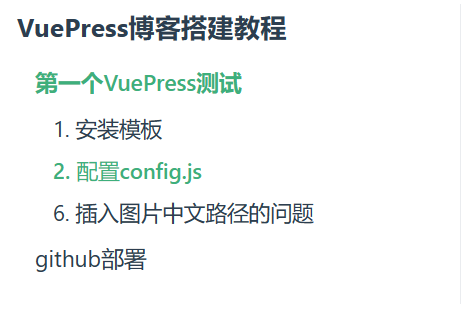 VuePress博客搭建教程
第一个VuePress测试
1. 安装模板
2. 配置config.js
6. 插入图片中文路径的问题
github部署